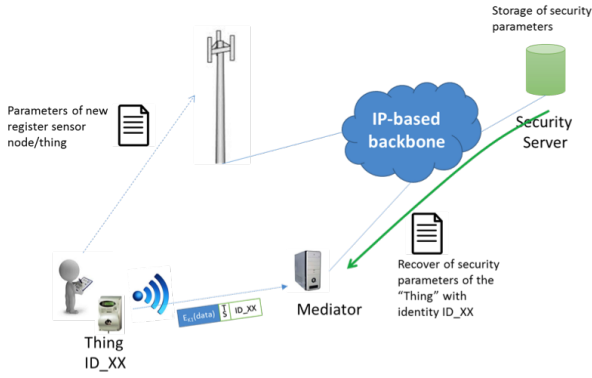 Storage of security
parameters
Parameters of new
register sensor
node/thing
IP-based
backbone
Security
Server
Recover of security
parameters of the
“Thing” with
identity ID_XX
Mediator
(data)
T
S
ID_XX
Thing
ID_XX